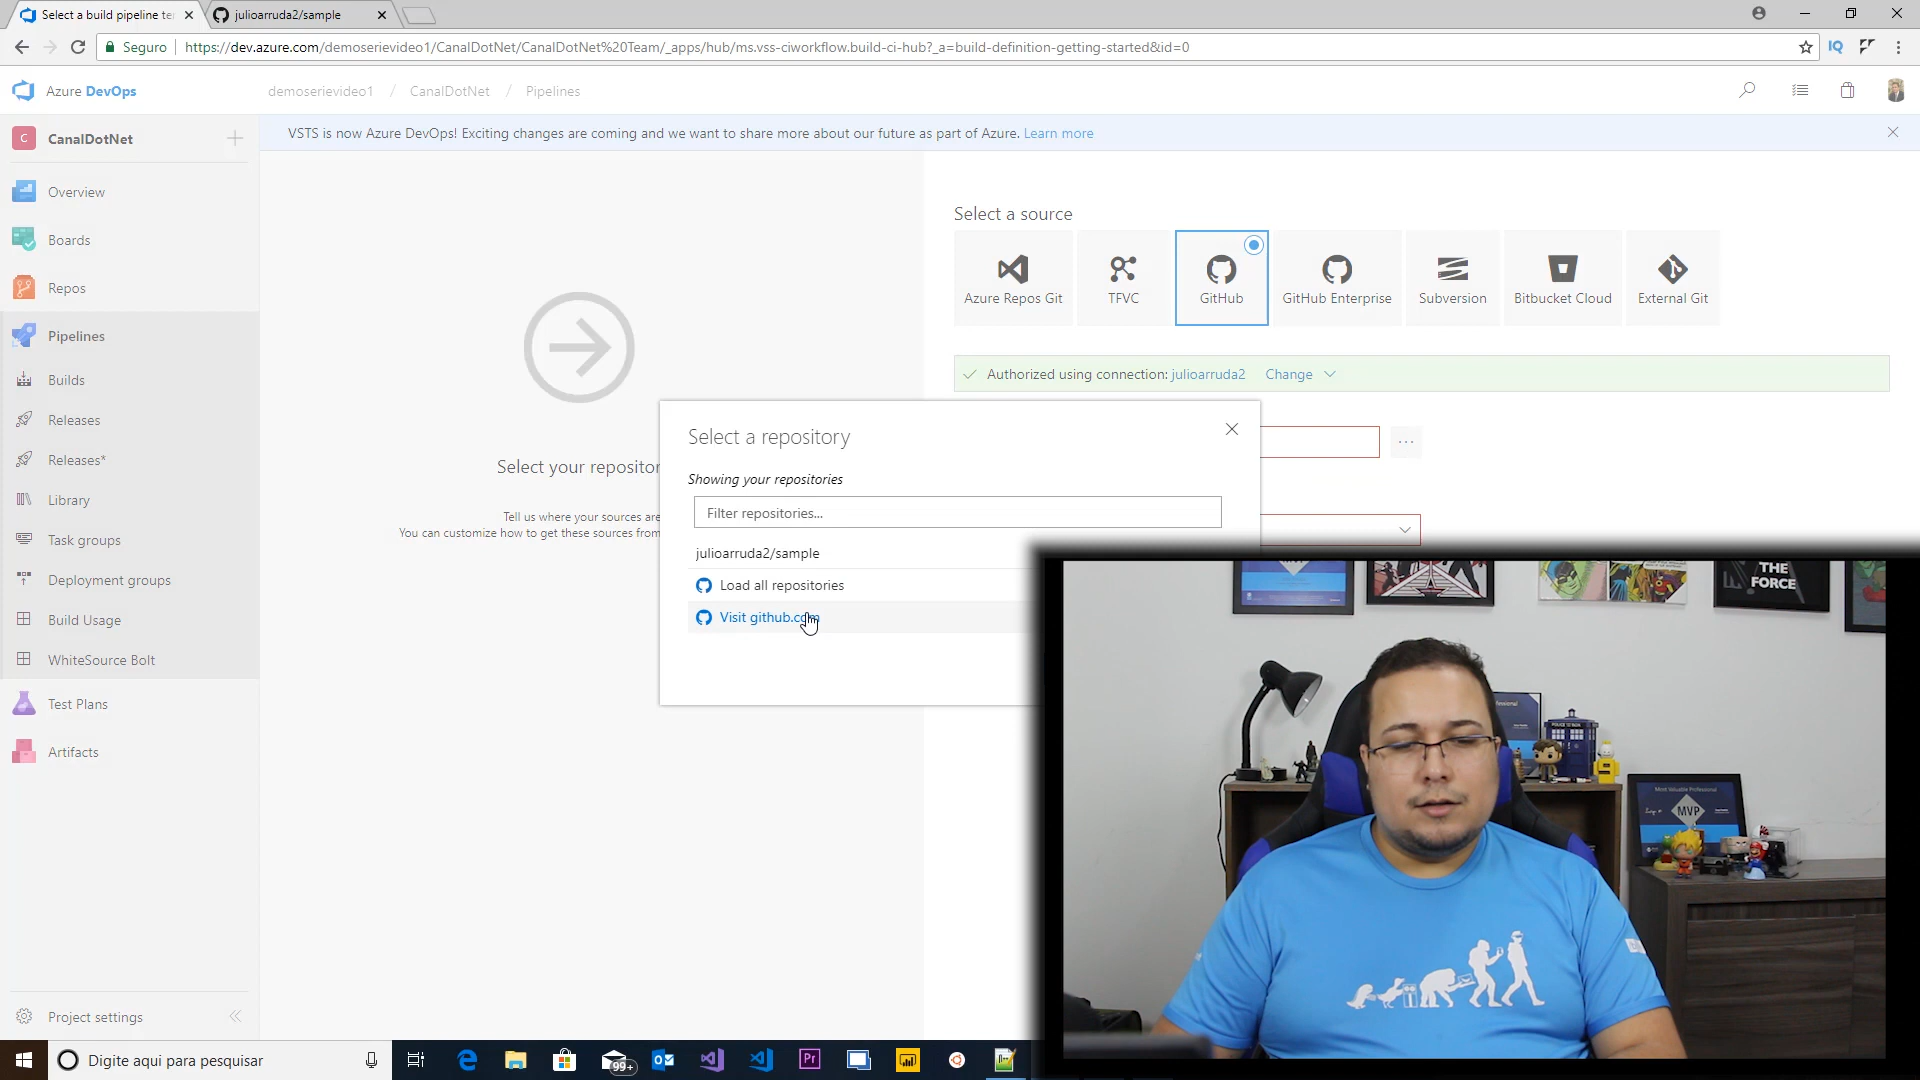 Select a build pipeline te
julioarruda2/sample
Seguro
https://dev.azure.com/demoserievideo1/CanalDotNet/CanalDotNet%20Team/_apps/hub/ms.vss-ciworkflow.build-ci-hub?_a=build-definition-getting-started&id=0
Azure DevOps
demoserievideo1 / CanalDotNet / Pipelines
C CanalDotNet
VSTS is now Azure DevOps! Exciting changes are coming and we want to share more about our future as part of Azure. Learn more
Overview
Boards
Repos
Pipelines
Builds
Releases
Releases*
Library
Task groups
Deployment groups
Build Usage
WhiteSource Bolt
Test Plans
Artifacts
Project settings
Select your repositor
Tell us where your sources are
You can customize how to get these sources from
Select a source
Azure Repos Git
TFVC
GitHub
GitHub Enterprise
Subversion
Bitbucket Cloud
External Git
Authorized using connection: julioarruda2 Change
Select a repository
Showing your repositories
Filter repositories...
julioarruda2/sample
Load all repositories
Visit github.com
THE
FORCE
Most Valuable Professional
MVP
Digite aqui para pesquisar
99+
Pr